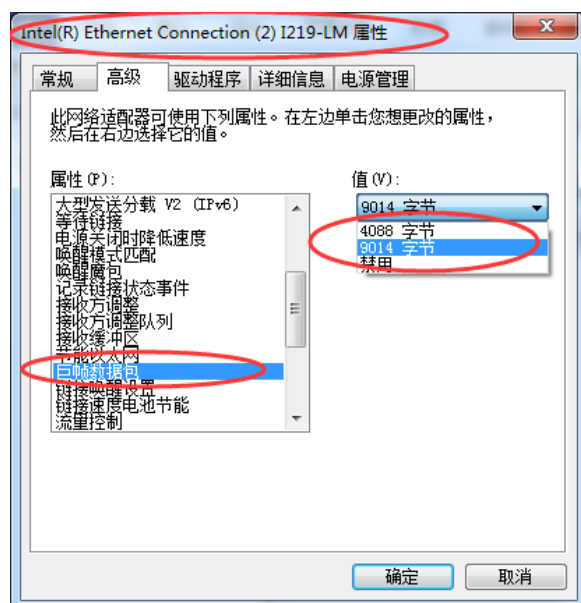 Intel(R) Ethernet Connection (2) I219-LM 属性
常规 高级 驱动程序 详细信息 电源管理
此网络适配器可使用下列属性。在左边单击您想更改的属性，
然后在右边选择它的值。
属性(P)： 值(V)：
大型发送分载 V2 (IPv6)
等待链接
电源关闭时降低速度
唤醒模式匹配
唤醒魔包
记录链接状态事件
接收方调整
接收方调整队列
接收缓冲区
节能以太网
巨帧数据包
链接唤醒设置
链接速度电池节能
流量控制
9014 字节
4088 字节
9014 字节
禁用
确定 取消